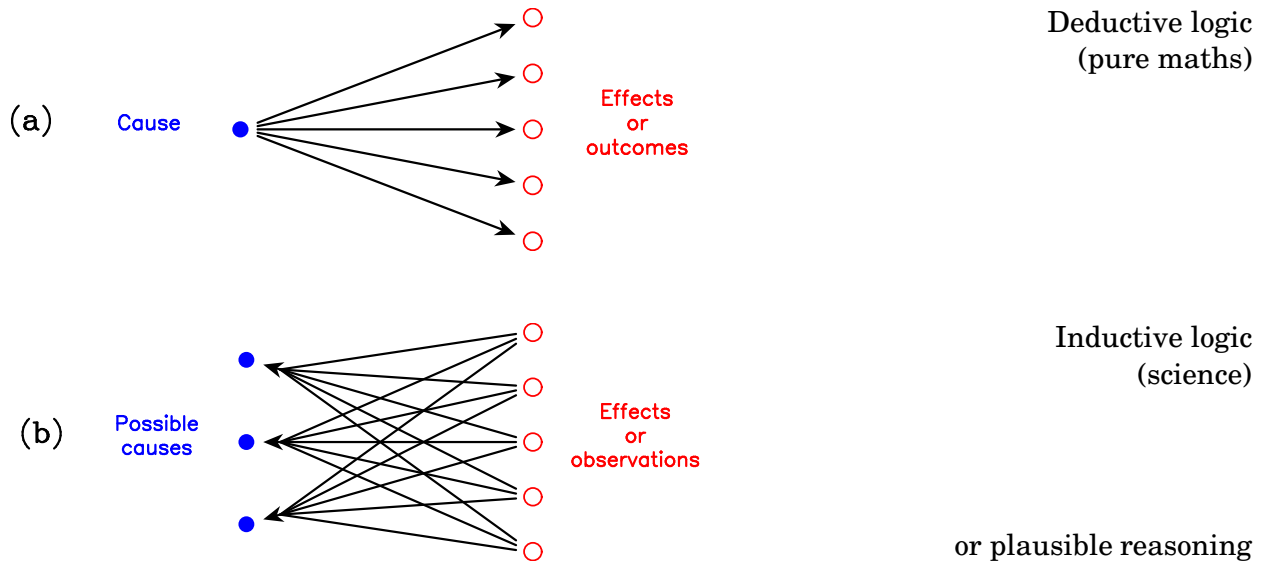 Deductive logic
(pure maths)
(a)
Cause
Effects
or
outcomes
Inductive logic
(science)
(b)
Possible
causes
Effects
or
observations
or plausible reasoning